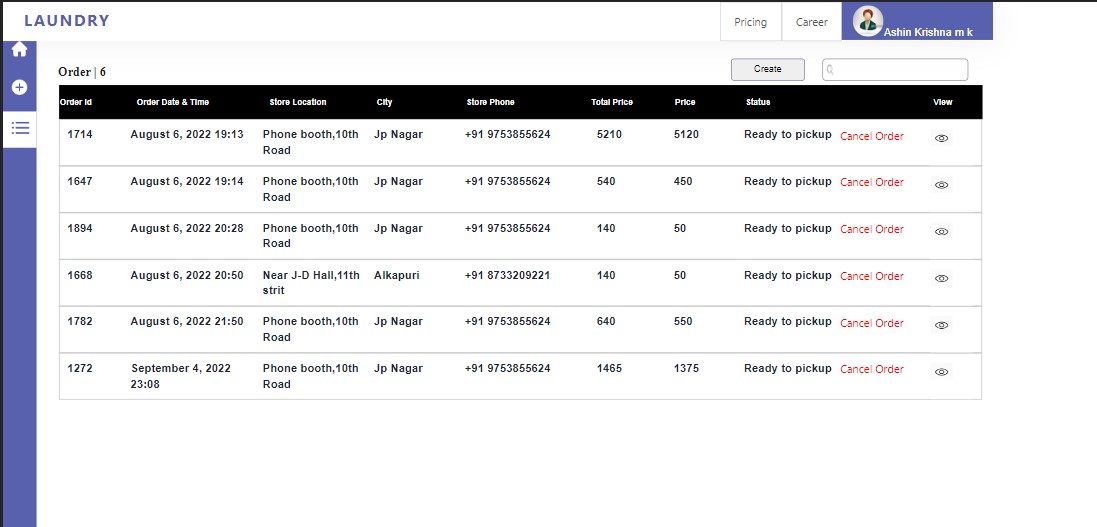 LAUNDRY
Pricing
Career
Ashin Krishna m k
Order | 6
Create
Order Id Order Date & Time Store Location City Store Phone Total Price Price Status View
1714 August 6, 2022 19:13 Phone booth,10th Jp Nagar +91 9753855624 5210 5120 Ready to pickup Cancel Order
Road
1647 August 6, 2022 19:14 Phone booth,10th Jp Nagar +91 9753855624 540 450 Ready to pickup Cancel Order
Road
1894 August 6, 2022 20:28 Phone booth,10th Jp Nagar +91 9753855624 140 50 Ready to pickup Cancel Order
Road
1668 August 6, 2022 20:50 Near J-D Hall,11th Alkapuri +91 8733209221 140 50 Ready to pickup Cancel Order
strit
1782 August 6, 2022 21:50 Phone booth,10th Jp Nagar +91 9753855624 640 550 Ready to pickup Cancel Order
Road
1272 September 4, 2022 Phone booth,10th Jp Nagar +91 9753855624 1465 1375 Ready to pickup Cancel Order
23:08 Road